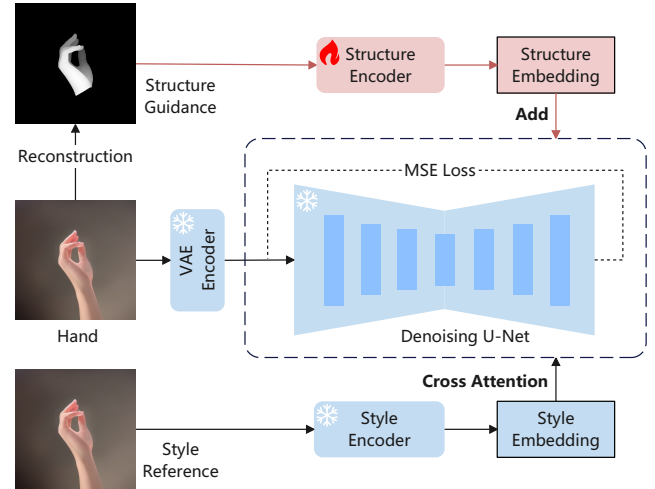 Structure
Guidance
Structure
Encoder
Structure
Embedding
Add
Reconstruction
MSE Loss
VAE
Encoder
Hand
Denoising U-Net
Cross Attention
Style
Reference
Style
Encoder
Style
Embedding